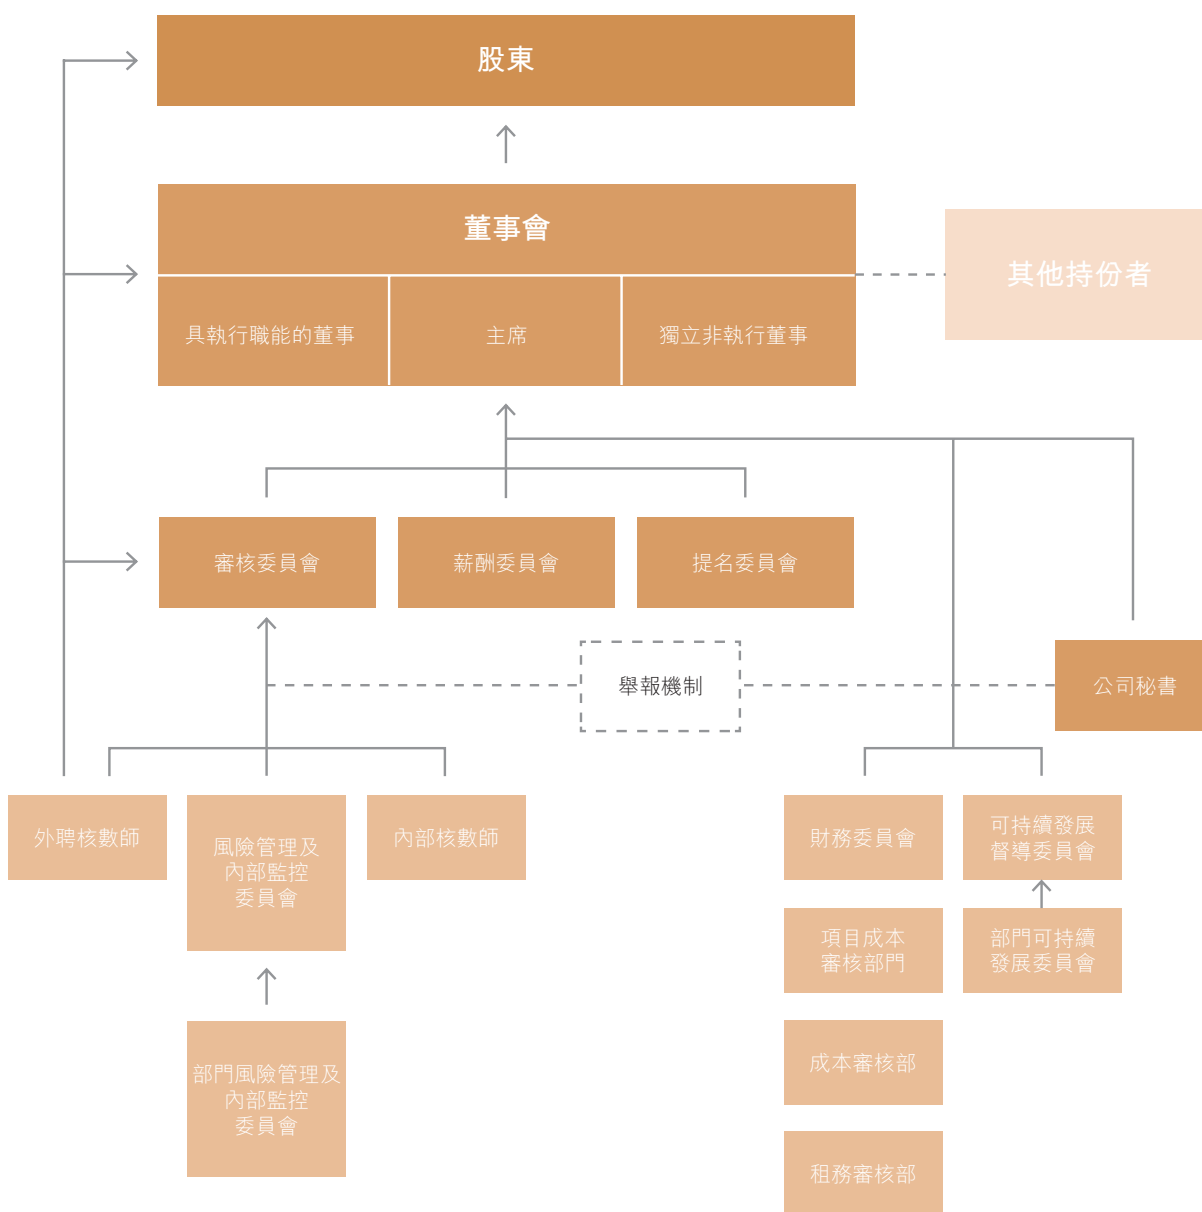 股東
董事會
其他持份者
具執行職能的董事
主席
獨立非執行董事
審核委員會
薪酬委員會
提名委員會
舉報機制
公司秘書
外聘核數師
風險管理及
內部監控
委員會
內部核數師
財務委員會
可持續發展
督導委員會
項目成本
審核部門
部門可持續
發展委員會
部門風險管理及
內部監控
委員會
成本審核部
租務審核部